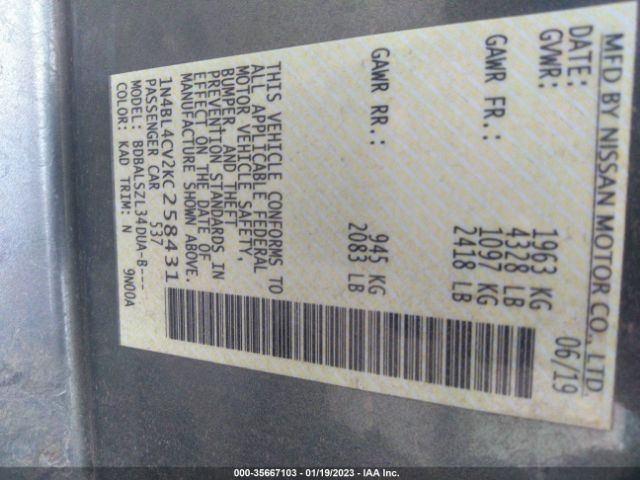 MFD BY NISSAN MOTOR CO., LTD
DATE: 06/19
GVWR: 1963 KG
4328 LB
GAWR FR.: 1097 KG
2418 LB
GAWR RR.: 945 KG
2083 LB
THIS VEHICLE CONFORMS TO
ALL APPLICABLE FEDERAL
MOTOR VEHICLE SAFETY,
BUMPER, AND THEFT
PREVENTION STANDARDS IN
EFFECT ON THE DATE OF
MANUFACTURE SHOWN ABOVE.
1N4BL4CV2KC258431
PASSENGER CAR 537
MODEL: BDBALSZL34DUA-B---
COLOR: KAD TRIM: N 9N00A
000-35667103 - 01/19/2023 - IAA Inc.